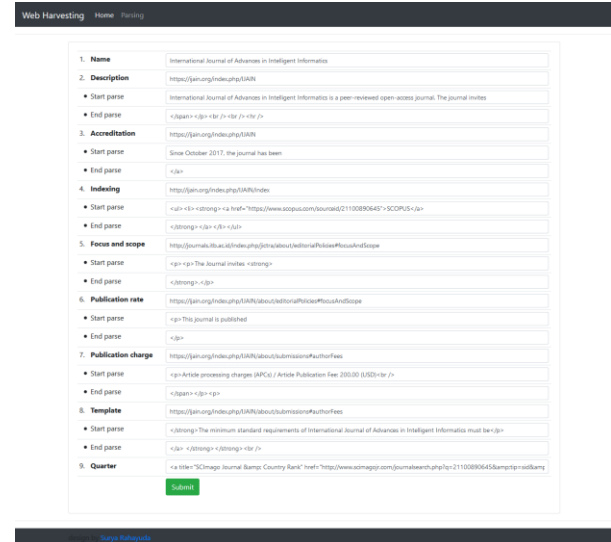 Web Harvesting Home Parsing
1. Name International Journal of Advances in Intelligent Informatics
2. Description https://ijain.org/index.php/IJAIN
• Start parse International Journal of Advances in Intelligent Informatics is a peer-reviewed open-access journal. The journal invites
• End parse </span></p><br /><br /><hr />
3. Accreditation https://ijain.org/index.php/IJAIN
• Start parse Since October 2017, the journal has been
• End parse </a>
4. Indexing http://ijain.org/index.php/IJAIN/index
• Start parse <ul><li><strong><a href="https://www.scopus.com/sourceid/21100890645">SCOPUS</a>
• End parse </strong></a></li></ul>
5. Focus and scope http://journals.itb.ac.id/index.php/jictra/about/editorialPolicies#focusAndScope
• Start parse <p><p>The Journal invites <strong>
• End parse </strong>.</p>
6. Publication rate https://ijain.org/index.php/IJAIN/about/editorialPolicies#focusAndScope
• Start parse <p>This journal is published
• End parse </p>
7. Publication charge https://ijain.org/index.php/IJAIN/about/submissions#authorFees
• Start parse <p>Article processing charges (APCs) / Article Publication Fee: 200.00 (USD)<br />
• End parse </span></p><p>
8. Template https://ijain.org/index.php/IJAIN/about/submissions#authorFees
• Start parse </strong>The minimum standard requirements of International Journal of Advances in Intelligent Informatics must be</p>
• End parse </a> </strong></strong><br />
9. Quarter <a title="SCImago Journal &amp; Country Rank" href="http://www.scimagojr.com/journalsearch.php?q=21100890645&amp;tip=sid&amp
Submit